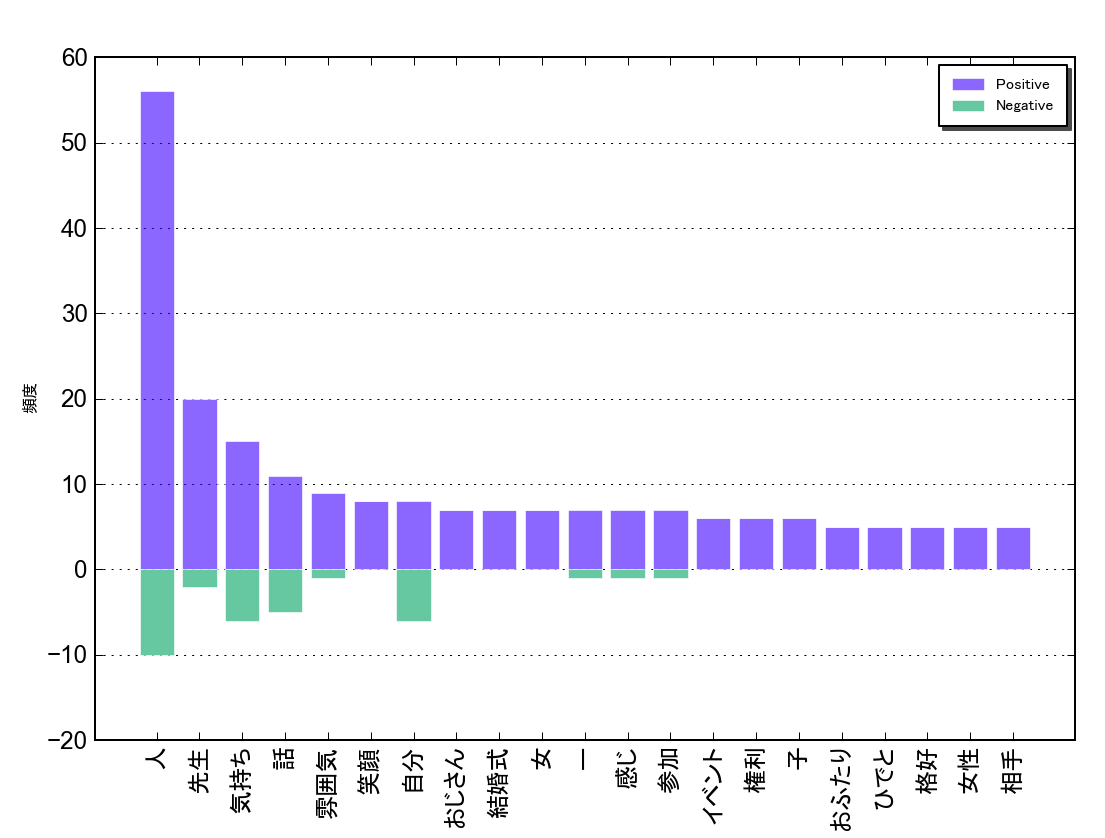 60
50
40
30
20
10
0
−10
−20
頻度
Positive
Negative
人
先生
気持ち
話
雰囲気
笑顔
自分
おじさん
結婚式
女
一
感じ
参加
イベント
権利
子
おふたり
ひでと
格好
女性
相手